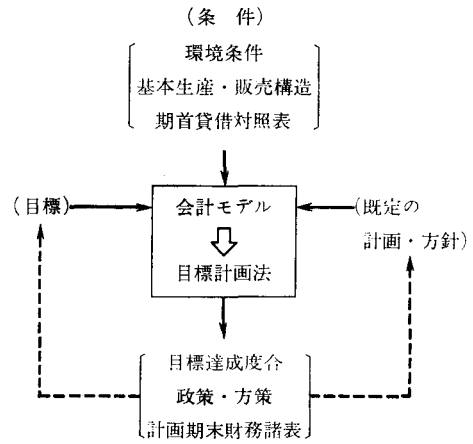 (条 件)
環境条件
基本生産・販売構造
期首貸借対照表
(目標)
会計モデル
目標計画法
(既定の
計画・方針)
目標達成度合
政策・方策
計画期末財務諸表